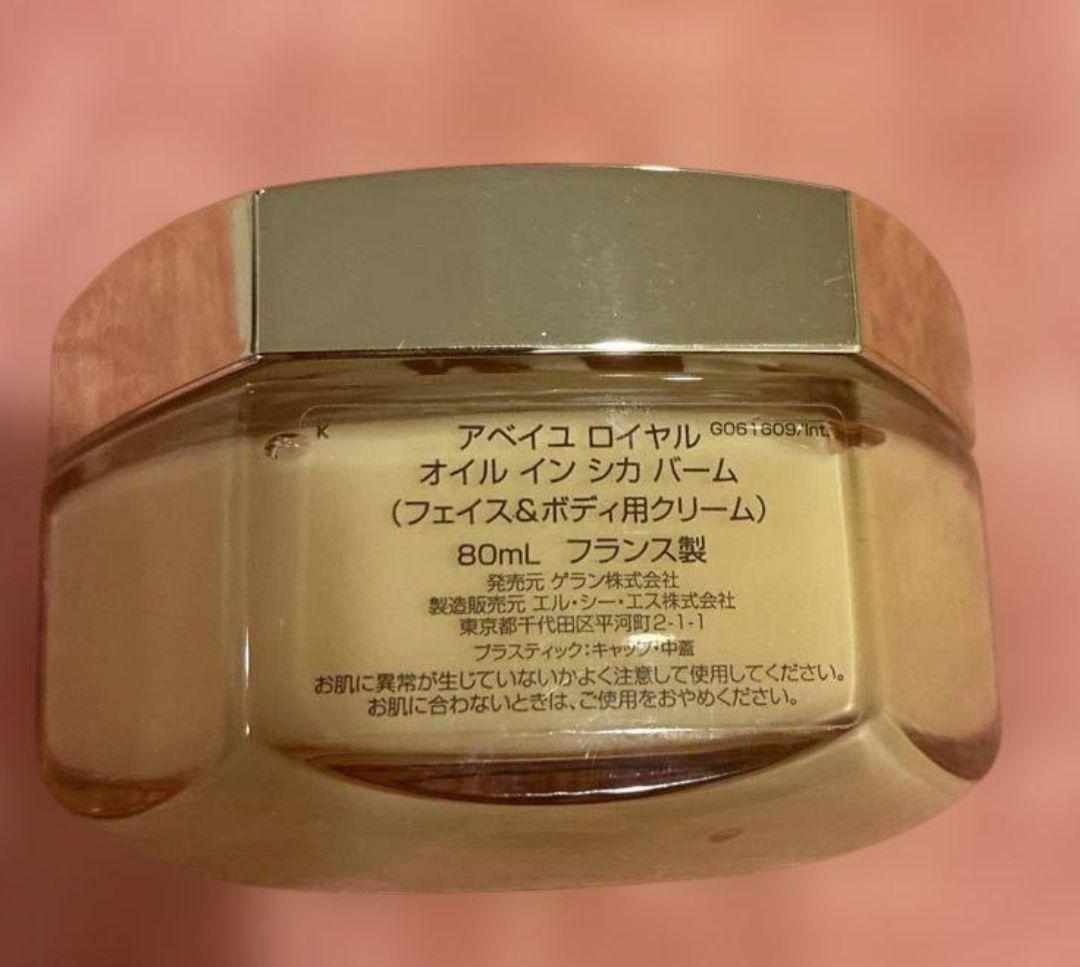 K
アベイユ ロイヤル G061609/Int.
オイル イン シカ バーム
(フェイス&ボディ用クリーム)
80mL フランス製
発売元 ゲラン株式会社
製造販売元 エル・シー・エス株式会社
東京都千代田区平河町2-1-1
プラスティック:キャップ・中蓋
お肌に異常が生じていないかよく注意して使用してください。
お肌に合わないときは、ご使用をおやめください。